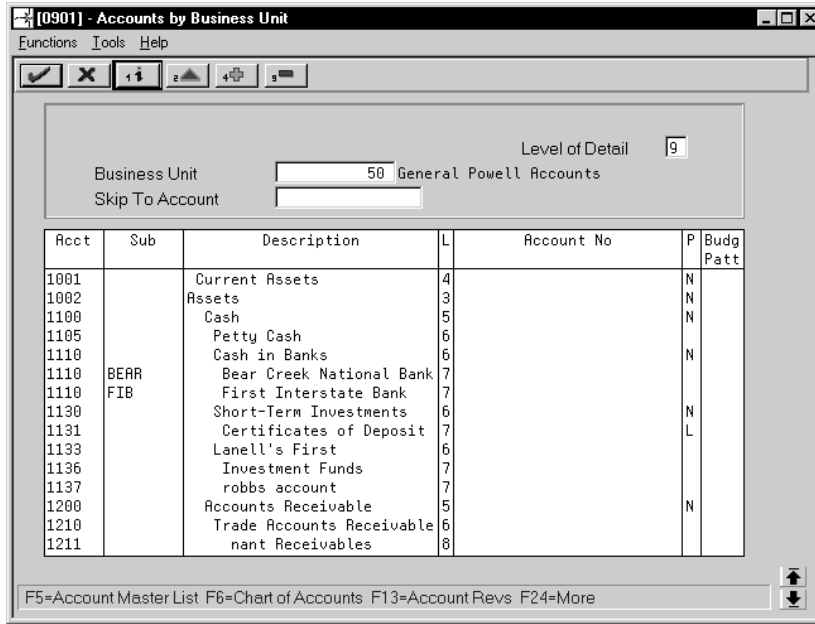 [0901] - Accounts by Business Unit
Functions Tools Help
1 i 2 4 9
Level of Detail 9
Business Unit 50 General Powell Accounts
Skip To Account
Acct Sub Description L Account No P Budg
Patt
1001 Current Assets 4 N
1002 Assets 3 N
1100 Cash 5 N
1105 Petty Cash 6
1110 Cash in Banks 6 N
1110 BEAR Bear Creek National Bank 7
1110 FIB First Interstate Bank 7
1130 Short-Term Investments 6 N
1131 Certificates of Deposit 7 L
1133 Lanell's First 6
1136 Investment Funds 7
1137 robbs account 7
1200 Accounts Receivable 5 N
1210 Trade Accounts Receivable 6
1211 nant Receivables 8
F5=Account Master List F6=Chart of Accounts F13=Account Revs F24=More